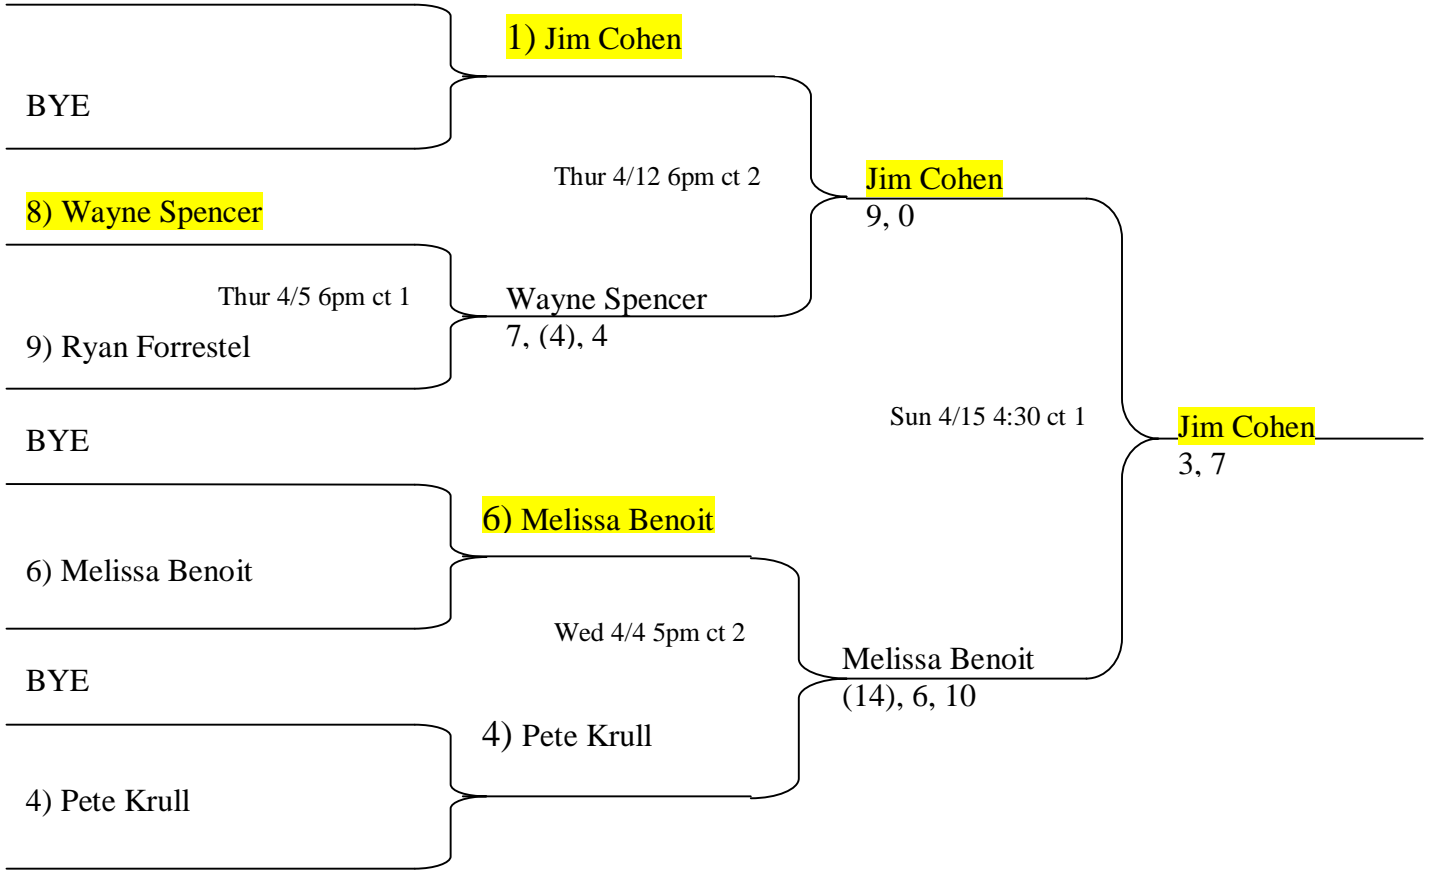 1) Jim Cohen
BYE
Thur 4/12 6pm ct 2
Jim Cohen
9, 0
8) Wayne Spencer
Thur 4/5 6pm ct 1
Wayne Spencer
7, (4), 4
9) Ryan Forrestel
Sun 4/15 4:30 ct 1
Jim Cohen
3, 7
BYE
6) Melissa Benoit
6) Melissa Benoit
Wed 4/4 5pm ct 2
Melissa Benoit
(14), 6, 10
BYE
4) Pete Krull
4) Pete Krull